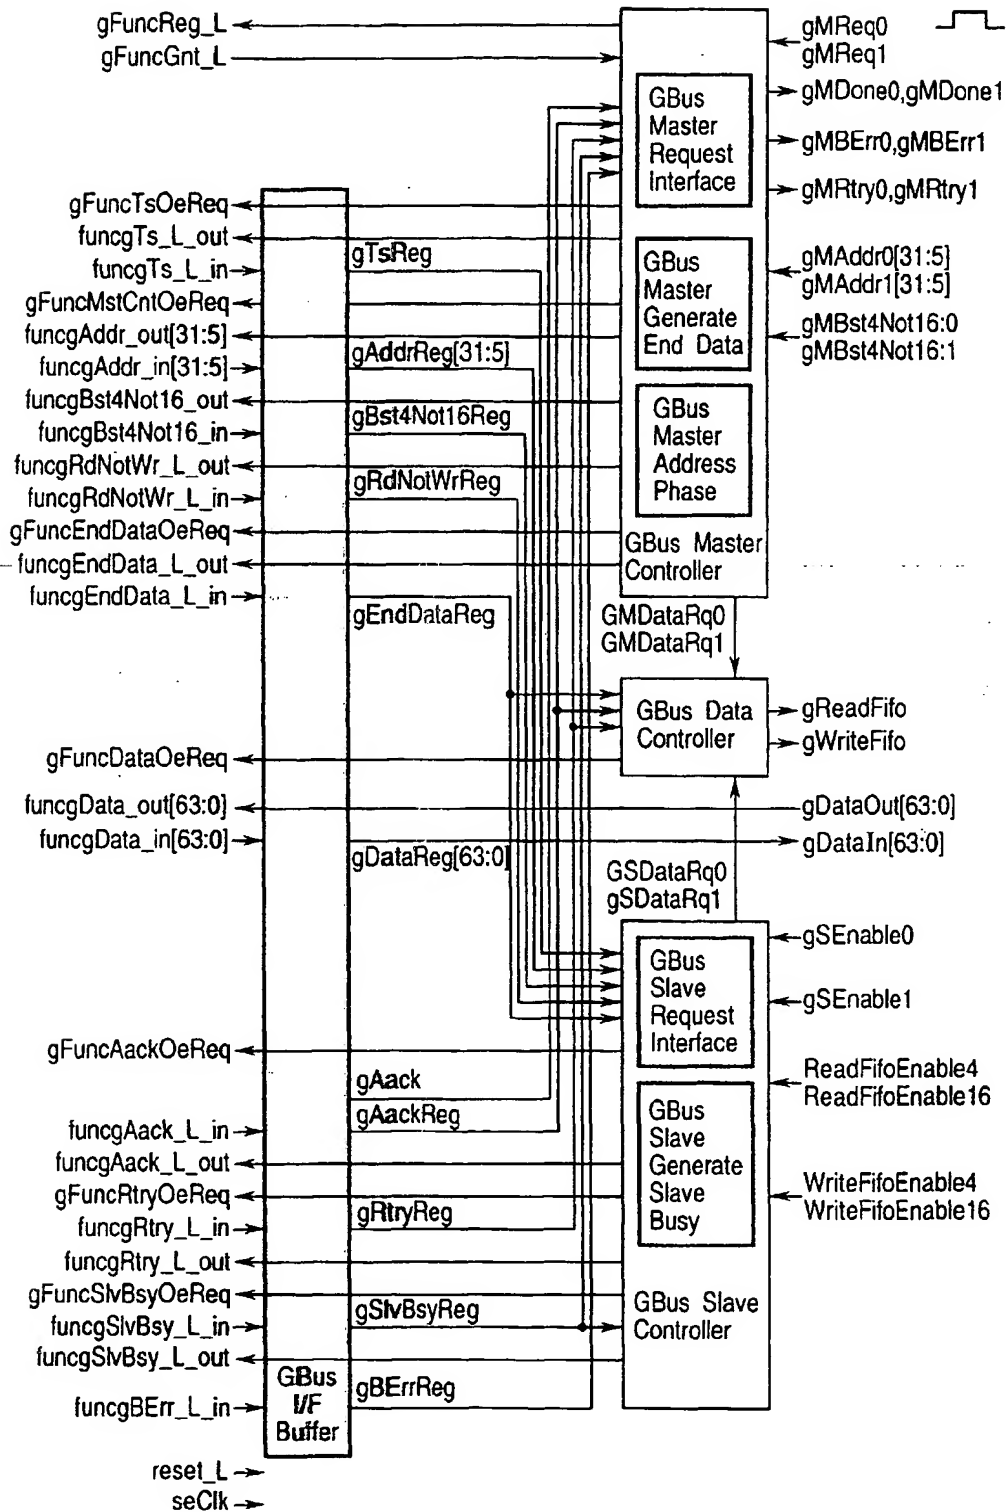 gFuncReg_L
gFuncGnt_L
gFuncTsOeReq
funcgTs_L_out
funcgTs_L_in
gFuncMstCntOeReq
funcgAddr_out[31:5]
funcgAddr_in[31:5]
funcgBst4Not16_out
funcgBst4Not16_in
funcgRdNotWr_L_out
funcgRdNotWr_L_in
gFuncEndDataOeReq
funcgEndData_L_out
funcgEndData_L_in
gFuncDataOeReq
funcgData_out[63:0]
funcgData_in[63:0]
gFuncAackOeReq
funcgAack_L_in
funcgAack_L_out
gFuncRtryOeReq
funcgRtry_L_in
funcgRtry_L_out
gFuncSlvBsyOeReq
funcgSlvBsy_L_in
funcgSlvBsy_L_out
funcgBErr_L_in
reset_L
seClk
GBus
I/F
Buffer
gTsReg
gAddrReg[31:5]
gBst4Not16Reg
gRdNotWrReg
gEndDataReg
gDataReg[63:0]
gAack
gAackReg
gRtryReg
gSlvBsyReg
gBErrReg
GBus
Master
Request
Interface
GBus
Master
Generate
End Data
GBus
Master
Address
Phase
GBus Master
Controller
GMDataRq0
GMDataRq1
GBus Data
Controller
GSDataRq0
gSDataRq1
GBus
Slave
Request
Interface
GBus
Slave
Generate
Slave
Busy
GBus Slave
Controller
gMReq0
gMReq1
gMDone0,gMDone1
gMBErr0,gMBErr1
gMRtry0,gMRtry1
gMAddr0[31:5]
gMAddr1[31:5]
gMBst4Not16:0
gMBst4Not16:1
gReadFifo
gWriteFifo
gDataOut[63:0]
gDataIn[63:0]
gSEnable0
gSEnable1
ReadFifoEnable4
ReadFifoEnable16
WriteFifoEnable4
WriteFifoEnable16